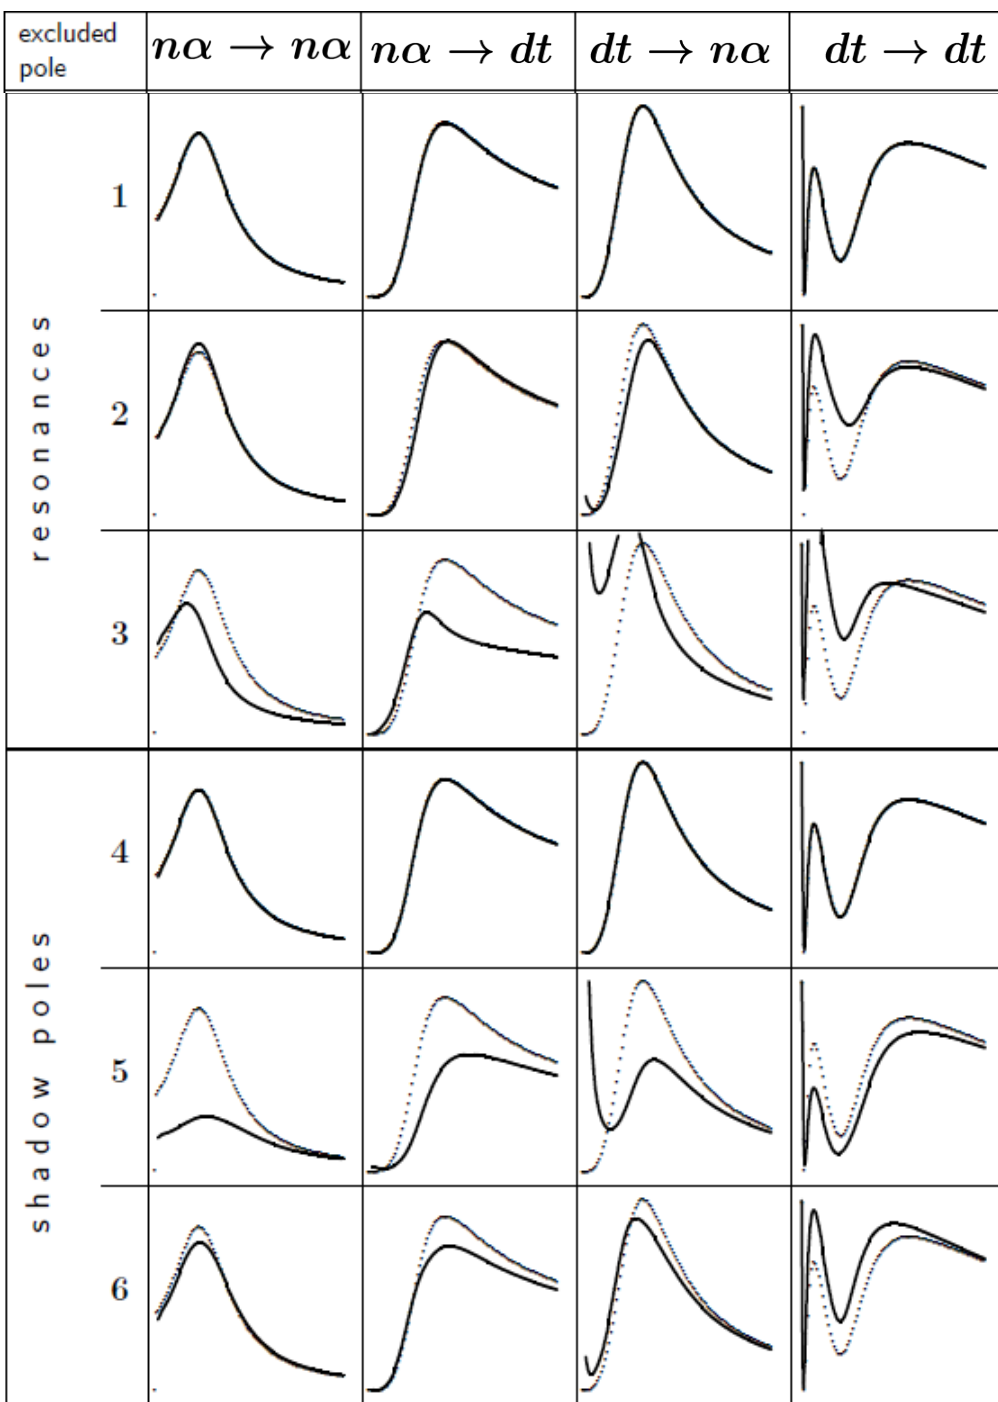 excluded
pole
nα → nα
nα → dt
dt → nα
dt → dt
resonances
1
2
3
shadow poles
4
5
6